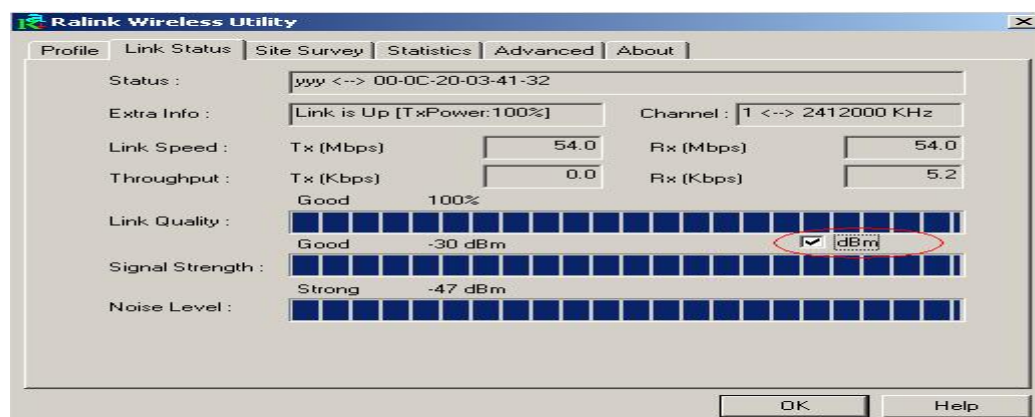 Ralink Wireless Utility
Profile Link Status Site Survey Statistics Advanced About
Status : yyy <--> 00-0C-20-03-41-32
Extra Info : Link is Up [TxPower:100%] Channel : 1 <--> 2412000 KHz
Link Speed : Tx (Mbps) 54.0 Rx (Mbps) 54.0
Throughput : Tx (Kbps) 0.0 Rx (Kbps) 5.2
Good 100%
Link Quality :
Good -30 dBm dBm
Signal Strength :
Strong -47 dBm
Noise Level :
OK Help